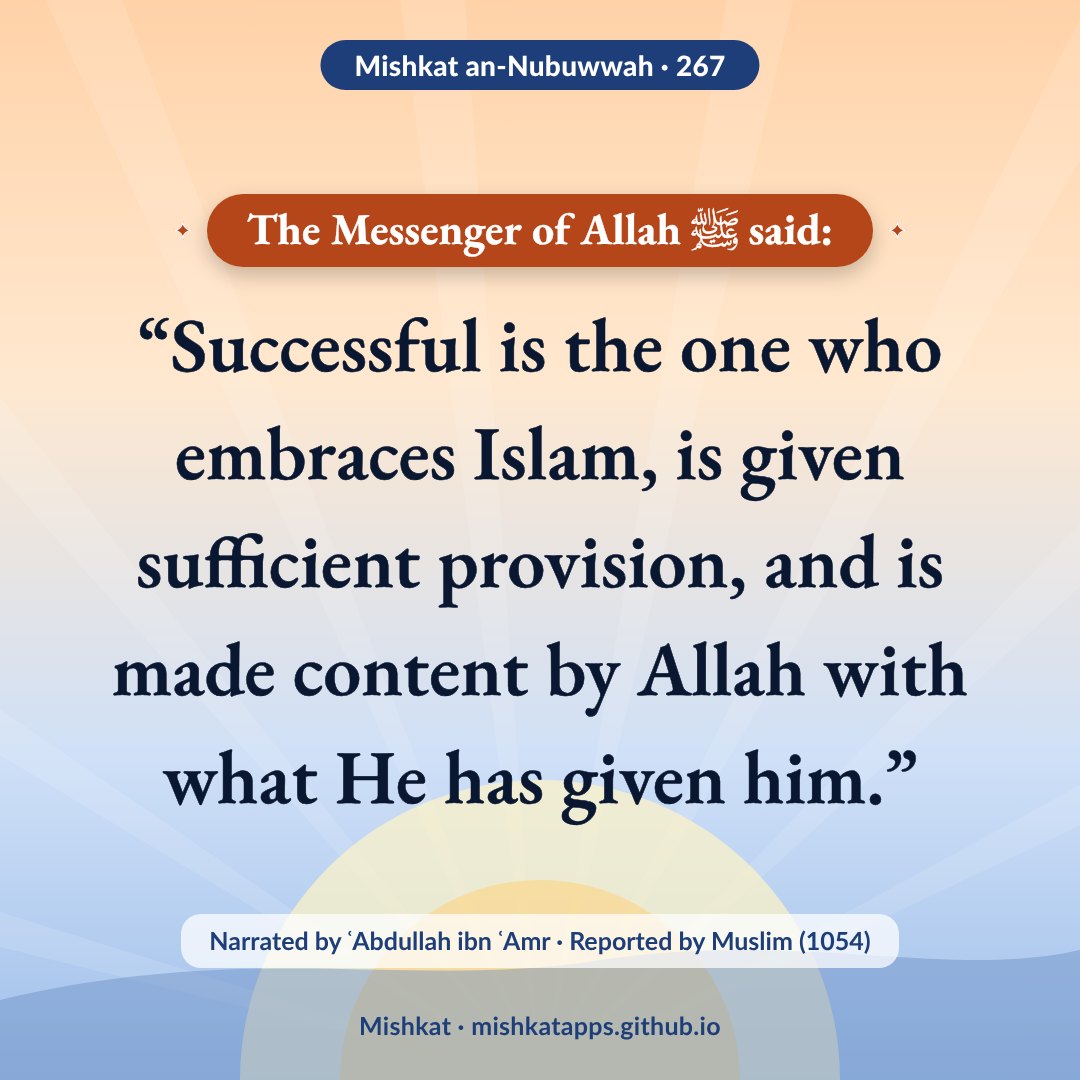 Mishkat an-Nubuwwah · 267
The Messenger of Allah ﷺ said:
“Successful is the one who
embraces Islam, is given
sufficient provision, and is
made content by Allah with
what He has given him.”
Narrated by ʿAbdullah ibn ʿAmr · Reported by Muslim (1054)
Mishkat · mishkatapps.github.io